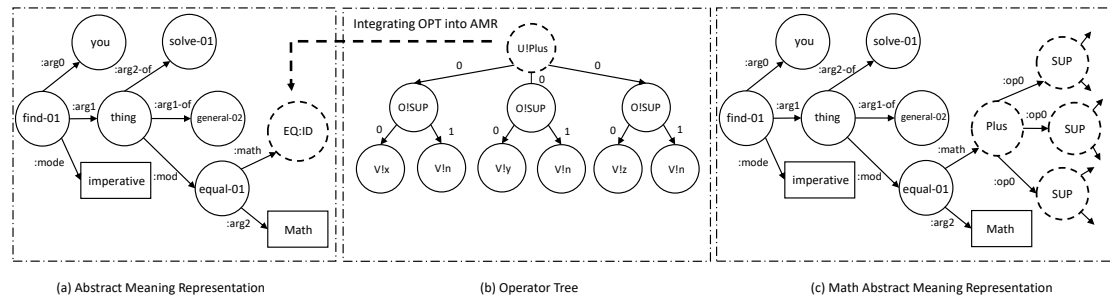 Integrating OPT into AMR
you
solve-01
:arg0
:arg2-of
find-01
:arg1
thing
:arg1-of
general-02
EQ:ID
:math
:mode
imperative
:mod
equal-01
:arg2
Math
U!Plus
0
0
0
O!SUP
O!SUP
O!SUP
0
1
0
1
0
1
V!x
V!n
V!y
V!n
V!z
V!n
you
solve-01
:arg0
:arg2-of
find-01
:arg1
thing
:arg1-of
general-02
:mode
imperative
:mod
equal-01
:math
:arg2
Math
Plus
:op0
SUP
:op0
SUP
:op0
SUP
(a) Abstract Meaning Representation
(b) Operator Tree
(c) Math Abstract Meaning Representation